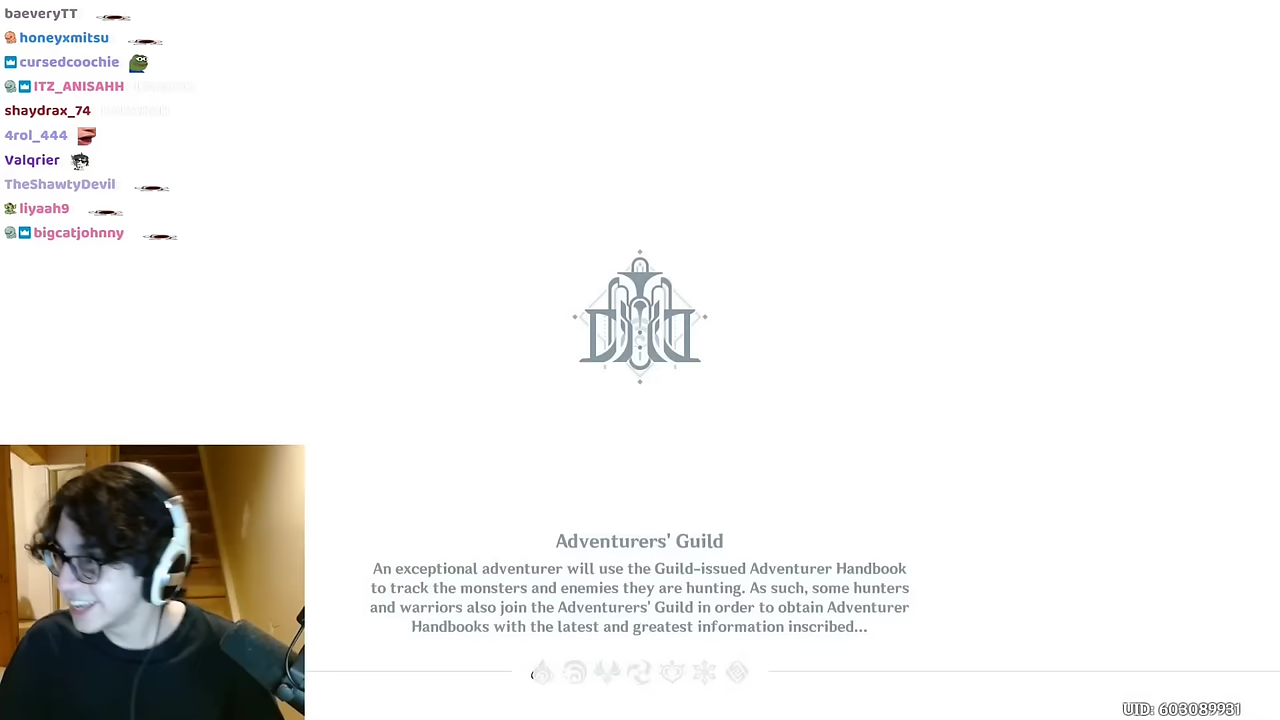 baeveryTT
honeyxmitsu
cursedcoochie
ITZ_ANISAHH
shaydrax_74
4rol_444
Valqrier
TheShawtyDevil
liyaah9
bigcatjohnny
Adventurers' Guild
An exceptional adventurer will use the Guild-issued Adventurer Handbook
to track the monsters and enemies they are hunting. As such, some hunters
and warriors also join the Adventurers' Guild in order to obtain Adventurer
Handbooks with the latest and greatest information inscribed...
UID: 603089931